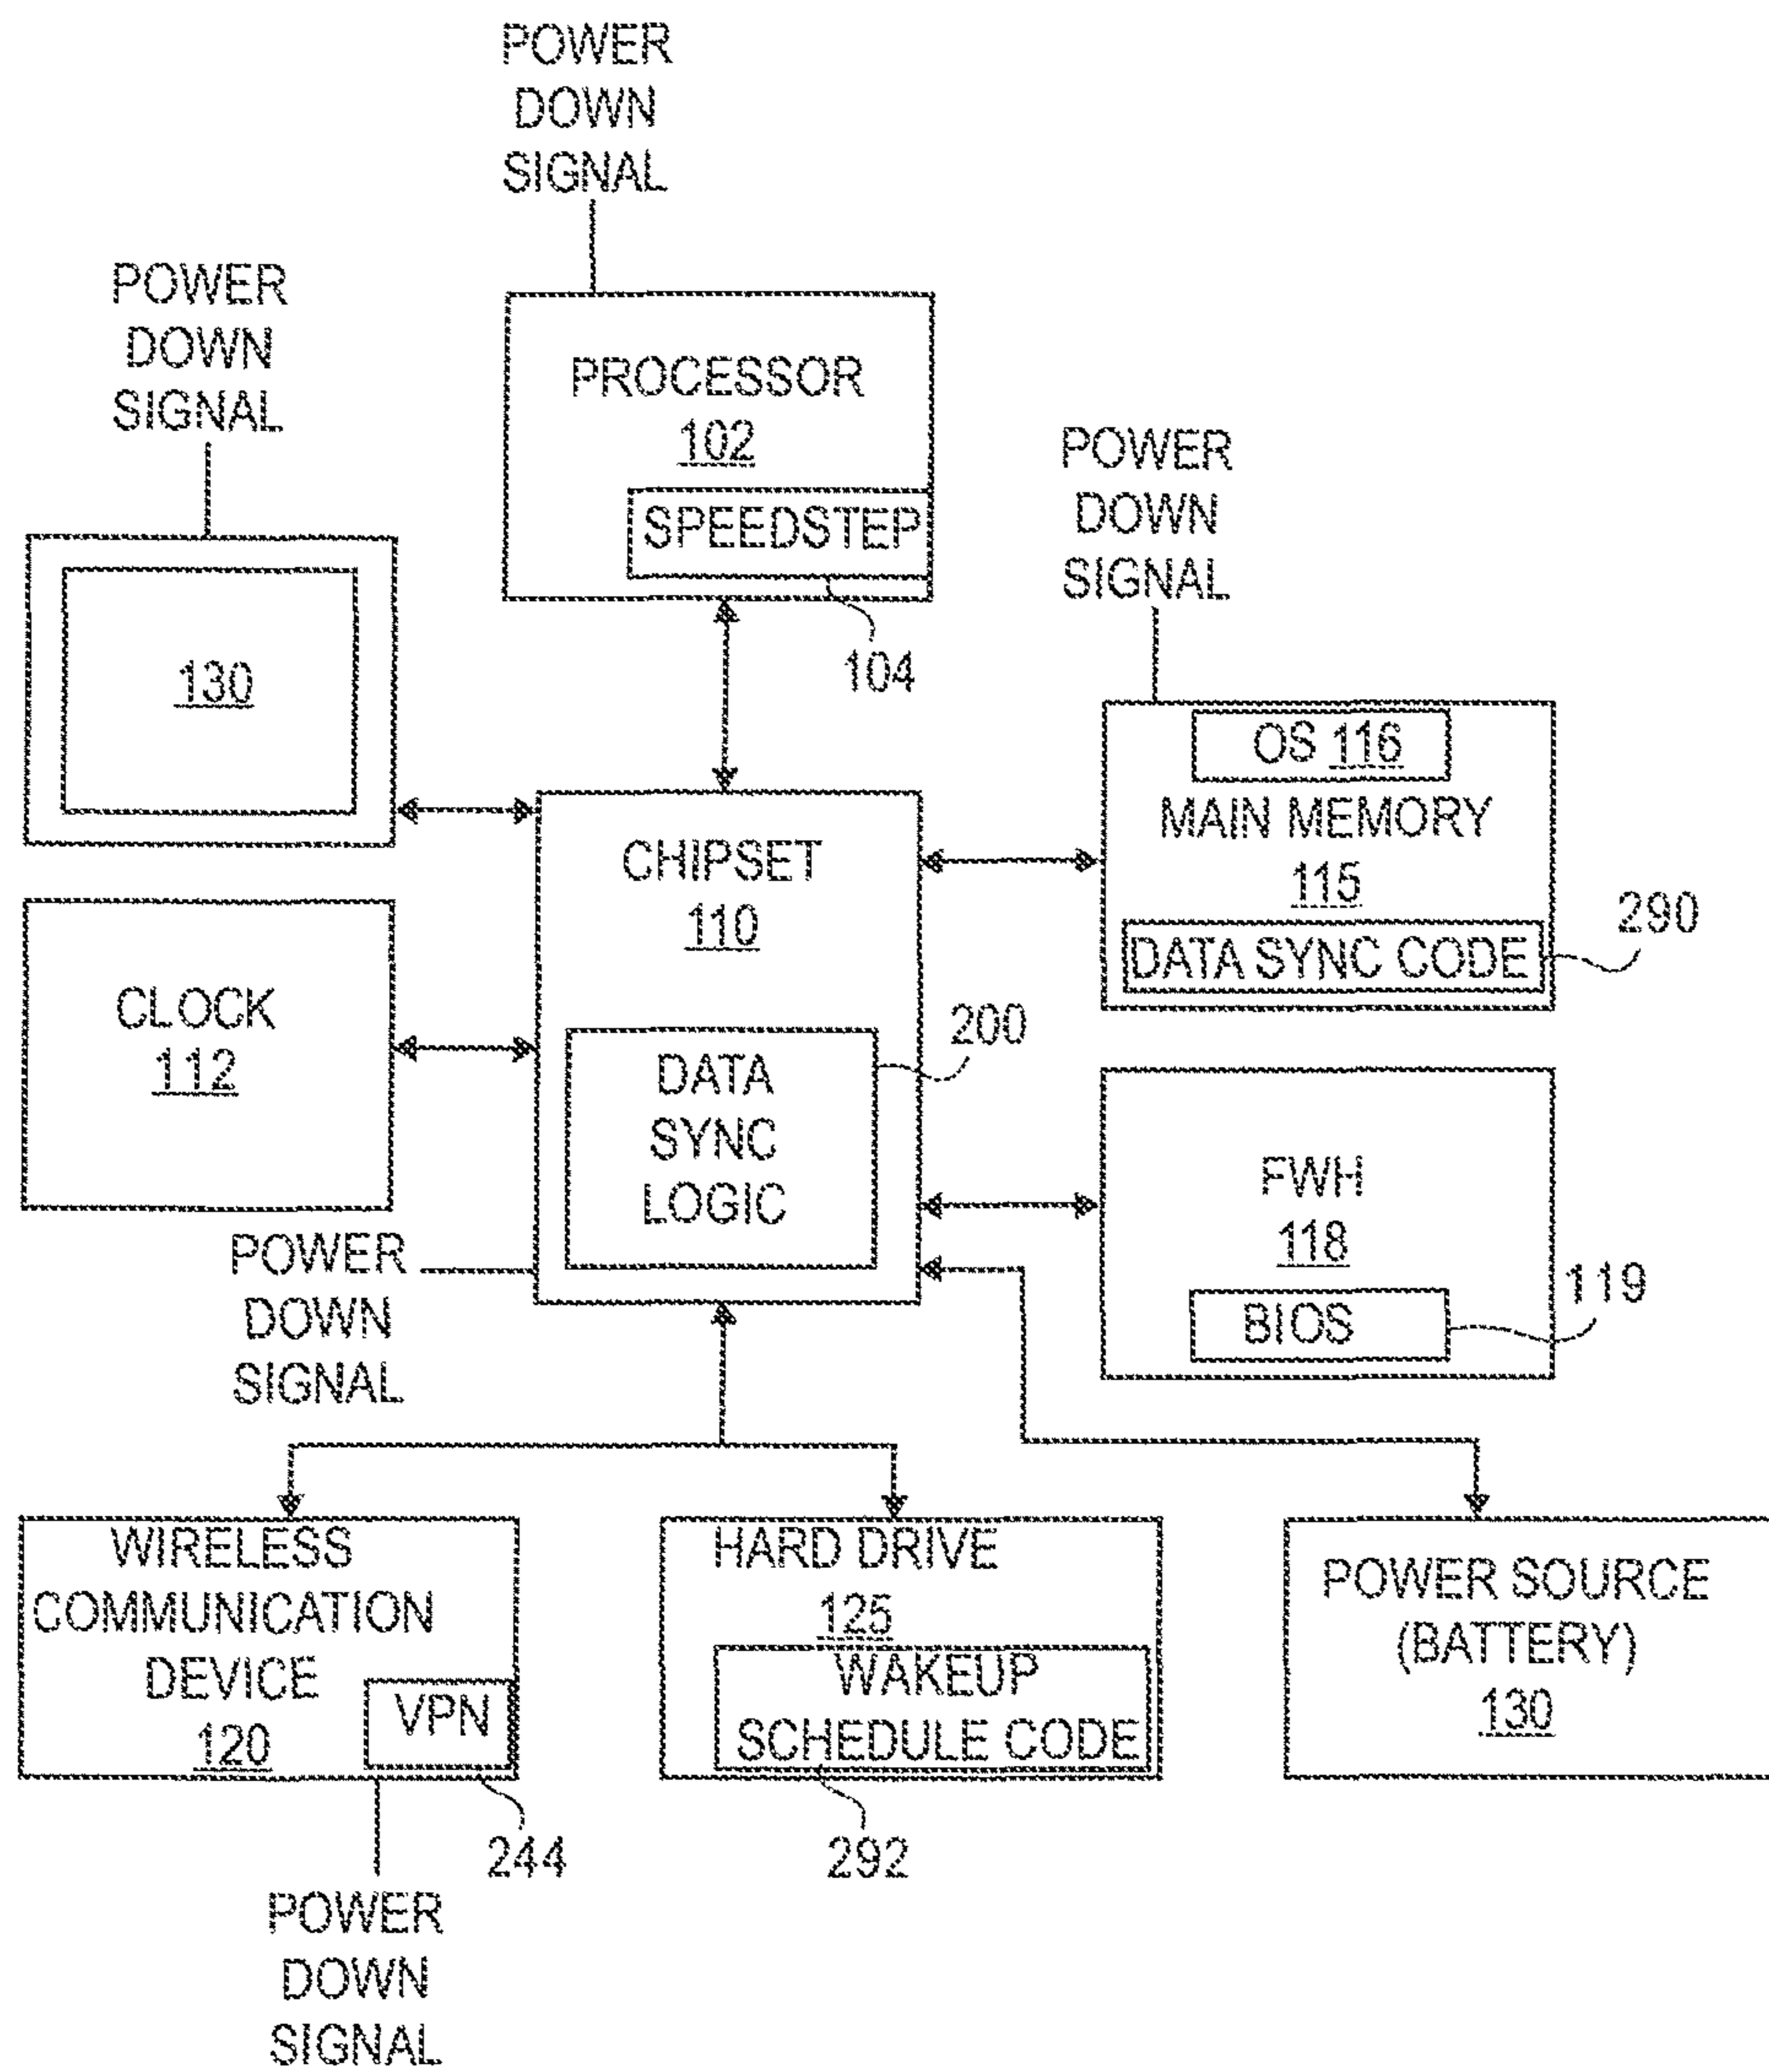 POWER
DOWN
SIGNAL
POWER
DOWN
SIGNAL
PROCESSOR
102
SPEEDSTEP
104
POWER
DOWN
SIGNAL
130
OS 116
MAIN MEMORY
115
DATA SYNC CODE
290
CHIPSET
110
CLOCK
112
200
DATA
SYNC
LOGIC
FWH
118
BIOS
119
POWER
DOWN
SIGNAL
WIRELESS
COMMUNICATION
DEVICE
120
VPN
244
HARD DRIVE
125
WAKEUP
SCHEDULE CODE
292
POWER SOURCE
(BATTERY)
130
POWER
DOWN
SIGNAL